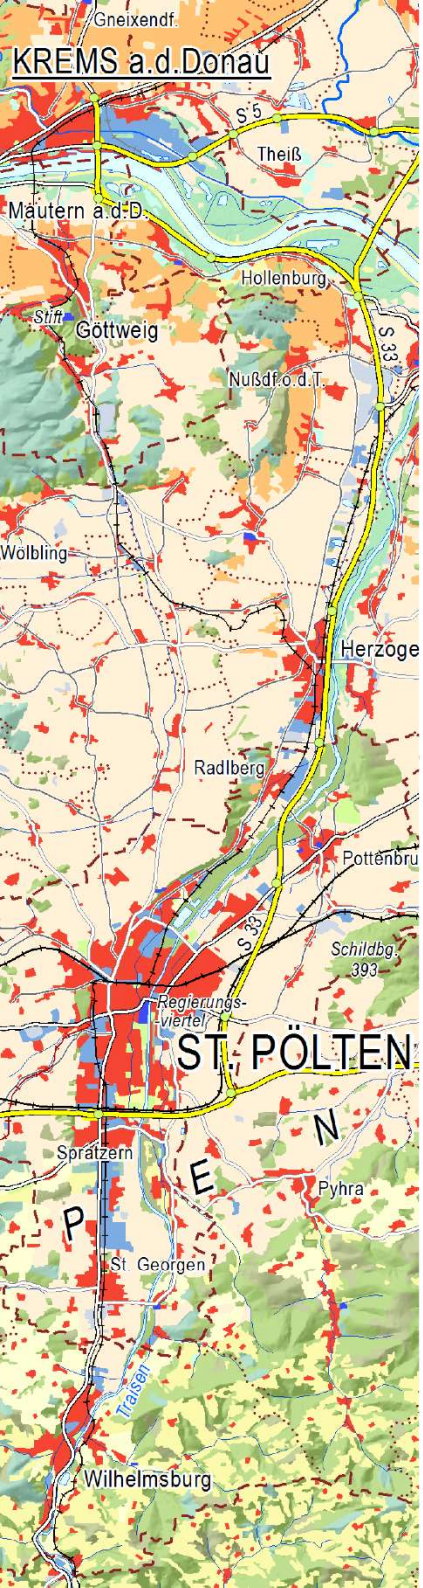 Gneixendf.
KREMS a.d.Donau
S 5
Theiß
Mautern a.d.D.
Hollenburg
Stift
Göttweig
S 33
Nußdf.o.d.T.
Wölbling
Herzoge
Radlberg
Pottenbru
S 33
Schildbg.
393
Regierungs-
-viertel
ST. PÖLTEN
Spratzern
P E N
Pyhra
St. Georgen
Traisen
Wilhelmsburg